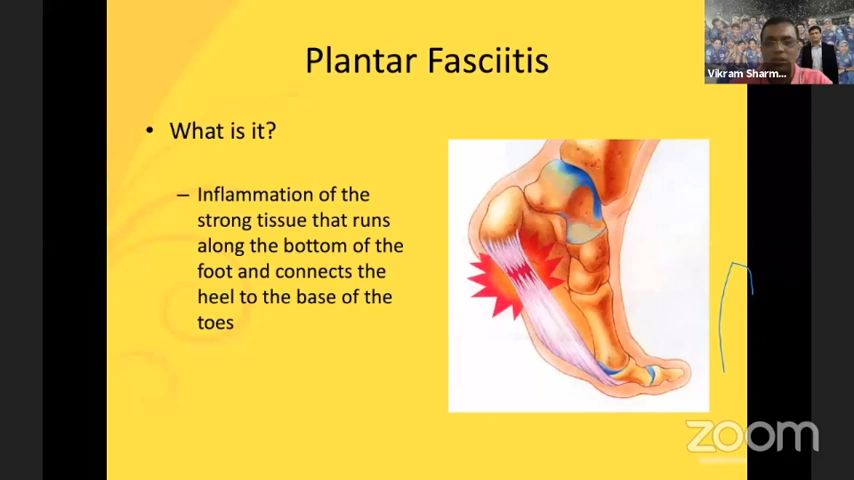 Plantar Fasciitis
Vikram Sharm...
• What is it?
– Inflammation of the
strong tissue that runs
along the bottom of the
foot and connects the
heel to the base of the
toes
zoom